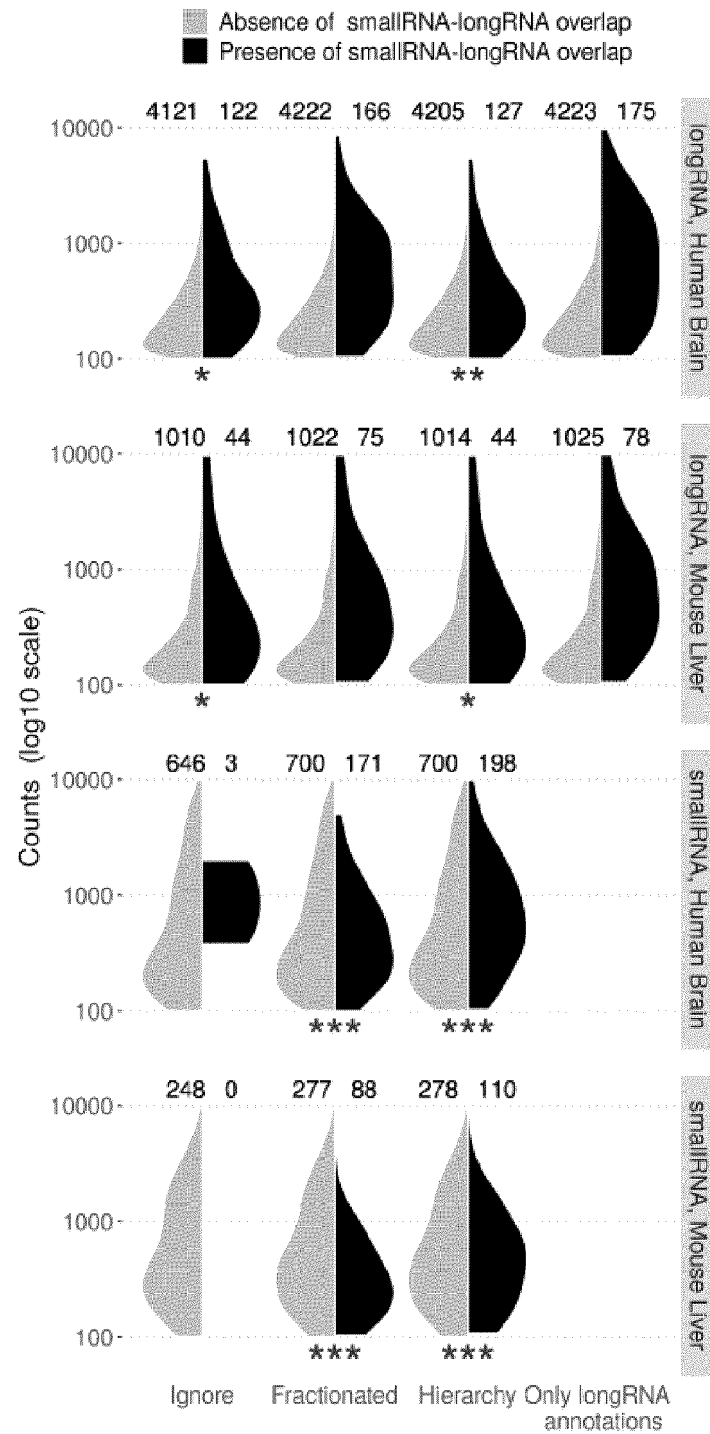 Absence of smallRNA-longRNA overlap
Presence of smallRNA-longRNA overlap
Counts (log10 scale)
4121 122 4222 166 4205 127 4223 175
10000
1000
100
* **
longRNA, Human Brain
1010 44 1022 75 1014 44 1025 78
10000
1000
100
* *
longRNA, Mouse Liver
646 3 700 171 700 198
10000
1000
100
*** ***
smallRNA, Human Brain
248 0 277 88 278 110
10000
1000
100
*** ***
smallRNA, Mouse Liver
Ignore Fractionated Hierarchy Only longRNA
annotations